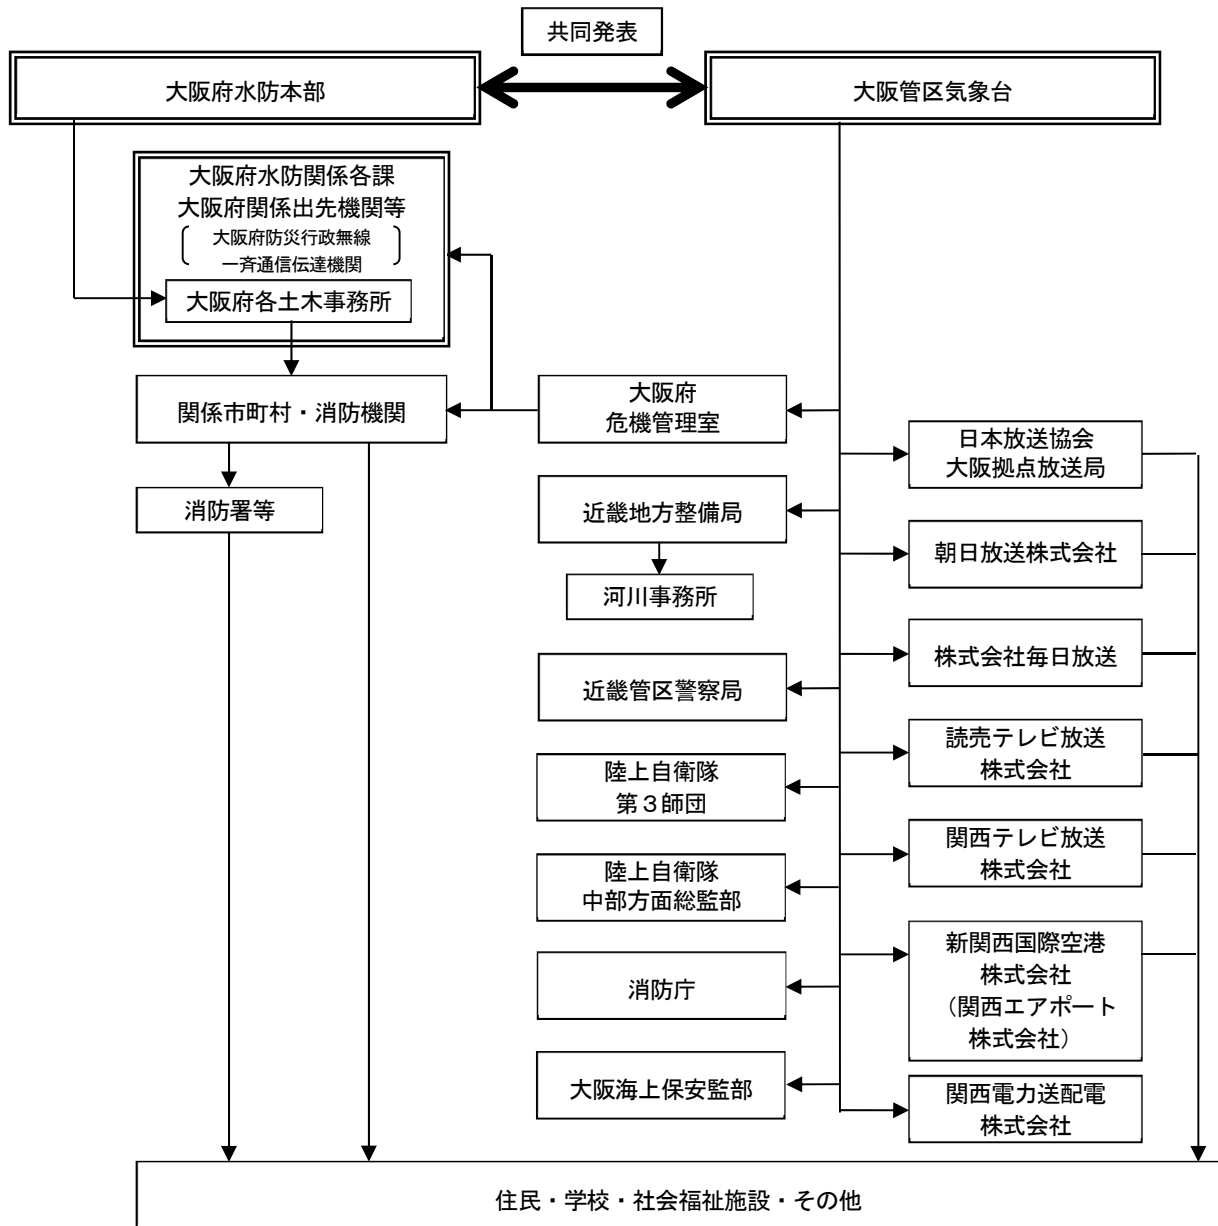 共同発表
大阪府水防本部
大阪管区気象台
大阪府水防関係各課
大阪府関係出先機関等
大阪府防災行政無線
一斉通信伝達機関
大阪府各土木事務所
関係市町村・消防機関
消防署等
大阪府
危機管理室
近畿地方整備局
河川事務所
近畿管区警察局
陸上自衛隊
第3師団
陸上自衛隊
中部方面総監部
消防庁
大阪海上保安監部
日本放送協会
大阪拠点放送局
朝日放送株式会社
株式会社毎日放送
読売テレビ放送
株式会社
関西テレビ放送
株式会社
新関西国際空港
株式会社
（関西エアポート
株式会社）
関西電力送配電
株式会社
住民・学校・社会福祉施設・その他